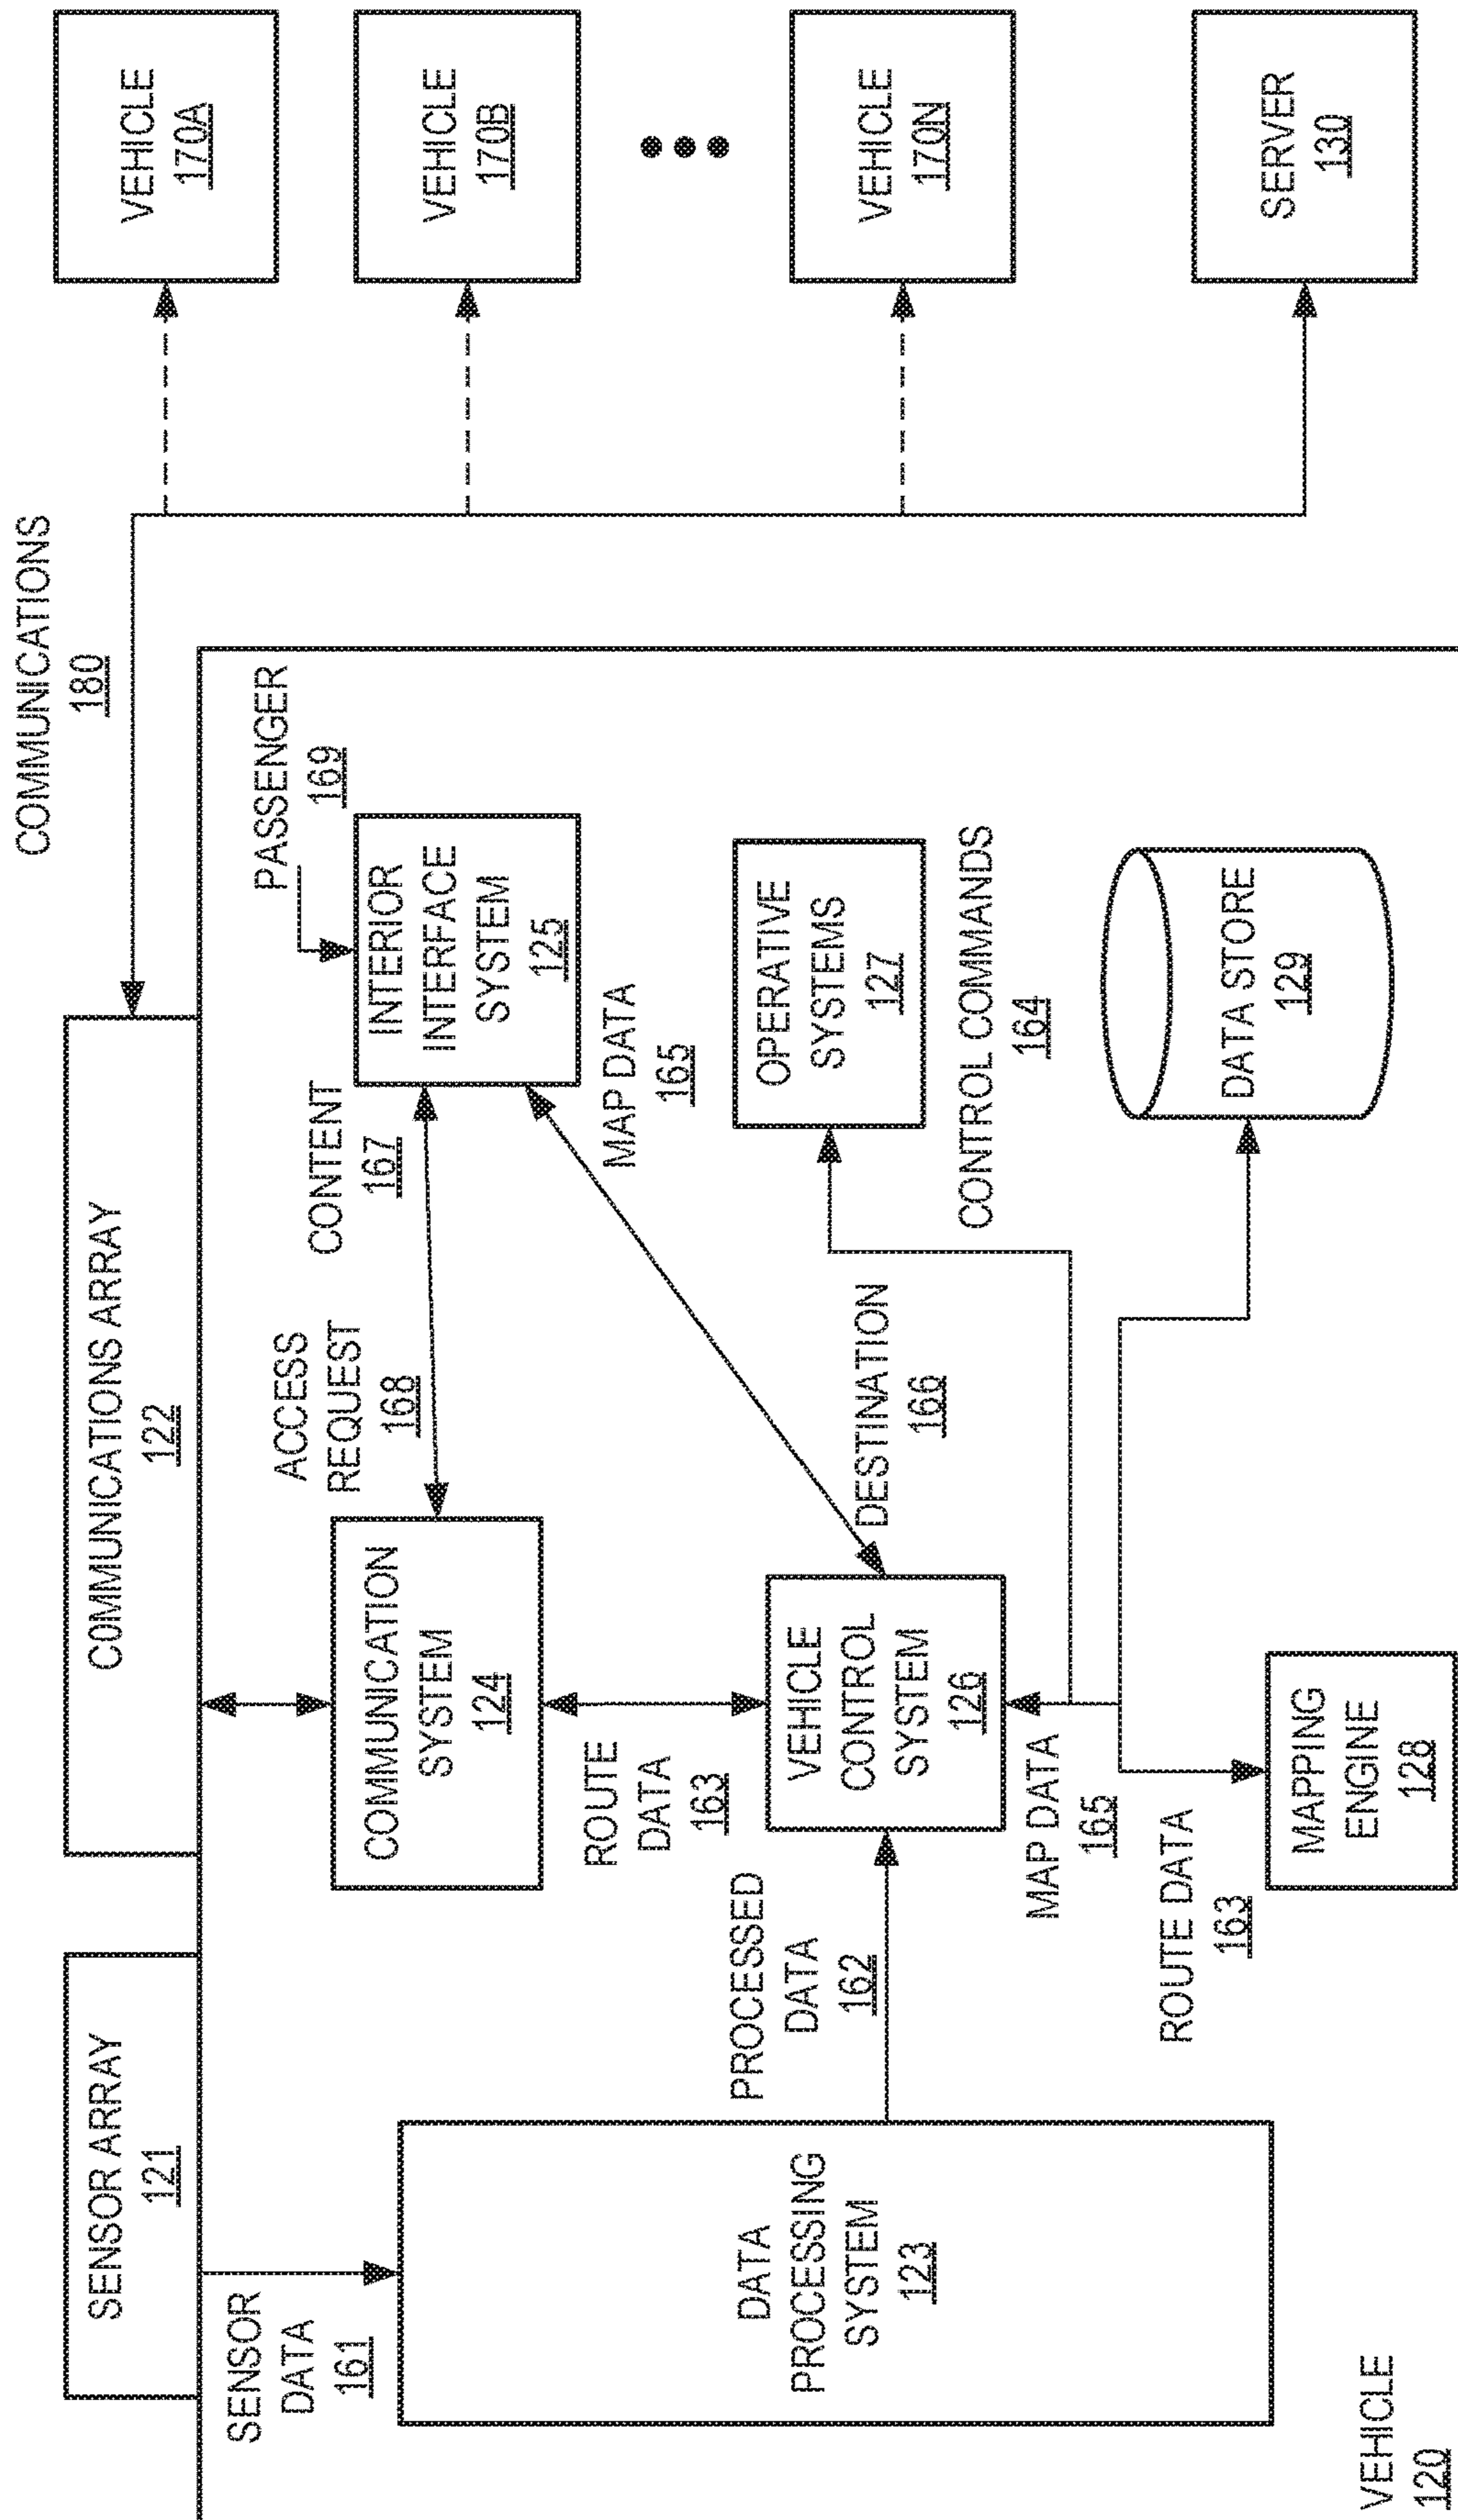 SENSOR ARRAY
121
COMMUNICATIONS ARRAY
122
COMMUNICATIONS
180
VEHICLE
170A
VEHICLE
170B
VEHICLE
170N
SERVER
130
SENSOR
DATA
161
DATA
PROCESSING
SYSTEM
123
PROCESSED
DATA
162
COMMUNICATION
SYSTEM
124
ACCESS
REQUEST
168
CONTENT
167
PASSENGER
169
INTERIOR
INTERFACE
SYSTEM
125
MAP DATA
165
ROUTE
DATA
163
VEHICLE
CONTROL
SYSTEM
126
DESTINATION
166
OPERATIVE
SYSTEMS
127
CONTROL COMMANDS
164
MAP DATA
165
ROUTE DATA
163
MAPPING
ENGINE
128
DATA STORE
129
VEHICLE
120